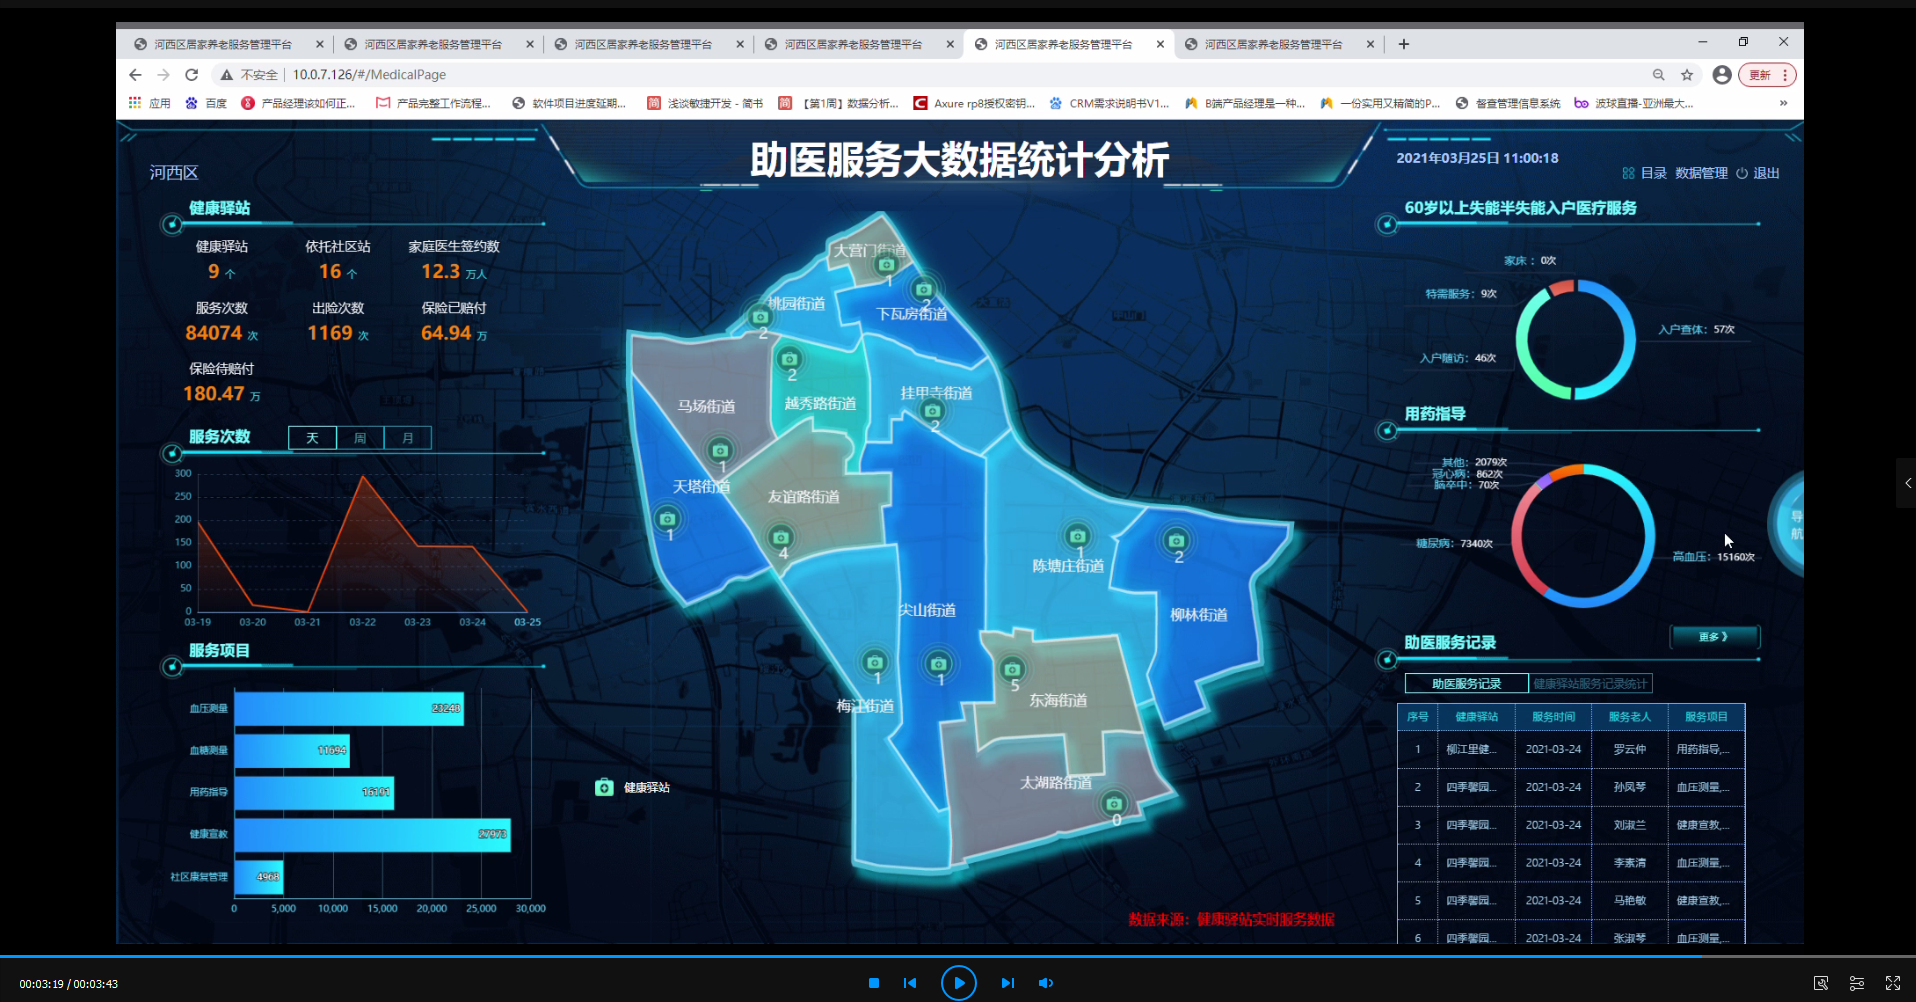 河西区居家养老服务管理平台
河西区居家养老服务管理平台
河西区居家养老服务管理平台
河西区居家养老服务管理平台
河西区居家养老服务管理平台
河西区居家养老服务管理平台
不安全 10.0.7.126/#/MedicalPage
更新
应用 百度 产品经理该如何正... 产品完整工作流程... 软件项目进度延期... 浅谈敏捷开发 - 简书 【第1周】数据分析... Axure rp8授权密钥... CRM需求说明书V1... B端产品经理是一种... 一份实用又精简的P... 督查管理信息系统 波球直播-亚洲最大...
助医服务大数据统计分析
河西区
2021年03月25日 11:00:18
目录 数据管理 退出
健康驿站
健康驿站 依托社区站 家庭医生签约数
9 个 16 个 12.3 万人
服务次数 出险次数 保险已赔付
84074 次 1169 次 64.94 万
保险待赔付
180.47 万
服务次数 天 周 月
300
250
200
150
100
50
0
03-19 03-20 03-21 03-22 03-23 03-24 03-25
服务项目
血压测量 23248
血糖测量 11694
用药指导 16191
健康宣教 27973
社区康复管理 4968
0 5,000 10,000 15,000 20,000 25,000 30,000
大营门街道
1
桃园街道
2
下瓦房街道
2
马场街道
1
越秀路街道
2
挂甲寺街道
2
天塔街道
1
友谊路街道
4
陈塘庄街道
1
柳林街道
2
尖山街道
1
梅江街道
1
东海街道
5
太湖路街道
0
健康驿站
数据来源：健康驿站实时服务数据
60岁以上失能半失能入户医疗服务
家床：0次
特需服务：9次
入户查体：57次
入户随访：46次
用药指导
其他：2079次
冠心病：862次
脑卒中：70次
糖尿病：7340次
高血压：15160次
导航
更多》
助医服务记录
助医服务记录 健康驿站服务记录统计
序号 健康驿站 服务时间 服务老人 服务项目
1 柳江里健... 2021-03-24 罗云仲 用药指导,...
2 四季馨园... 2021-03-24 孙凤琴 血压测量,...
3 四季馨园... 2021-03-24 刘淑兰 健康宣教,...
4 四季馨园... 2021-03-24 李素清 血压测量,...
5 四季馨园... 2021-03-24 马艳敏 健康宣教,...
6 四季馨园... 2021-03-24 张淑琴 血压测量,...
00:03:19 / 00:03:43